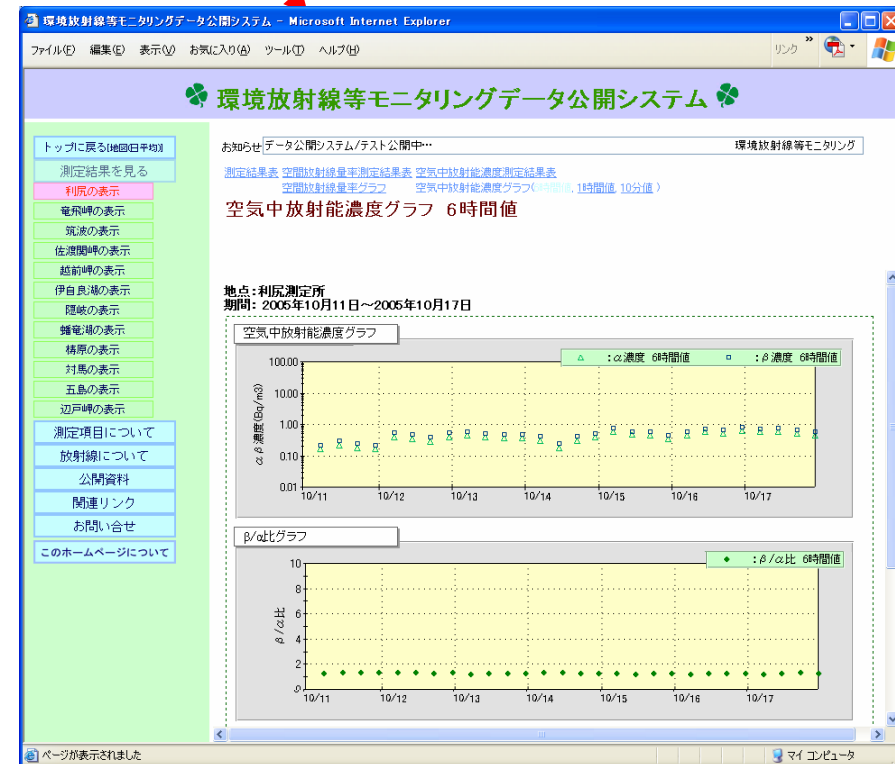 環境放射線等モニタリングデータ公開システム - Microsoft Internet Explorer
ファイル(F) 編集(E) 表示(V) お気に入り(A) ツール(T) ヘルプ(H)
リンク »
環境放射線等モニタリングデータ公開システム
トップに戻る[地図(日平均)]
測定結果を見る
利尻の表示
竜飛岬の表示
筑波の表示
佐渡関岬の表示
越前岬の表示
伊自良湖の表示
隠岐の表示
蟠竜湖の表示
梼原の表示
対馬の表示
五島の表示
辺戸岬の表示
測定項目について
放射線について
公開資料
関連リンク
お問い合せ
このホームページについて
お知らせ データ公開システム/テスト公開中… 環境放射線等モニタリング
測定結果表 空間放射線量率測定結果表 空気中放射能濃度測定結果表
空間放射線量率グラフ 空気中放射能濃度グラフ(6時間値, 1時間値, 10分値 )
空気中放射能濃度グラフ 6時間値
地点:利尻測定所
期間: 2005年10月11日～2005年10月17日
空気中放射能濃度グラフ
:α濃度 6時間値 :β濃度 6時間値
αβ濃度(Bq/m3)
100.00
10.00
1.00
0.10
0.01
10/11 10/12 10/13 10/14 10/15 10/16 10/17
β/α比グラフ
:β/α比 6時間値
β/α比
10
8
6
4
2
0
10/11 10/12 10/13 10/14 10/15 10/16 10/17
ページが表示されました
マイ コンピュータ